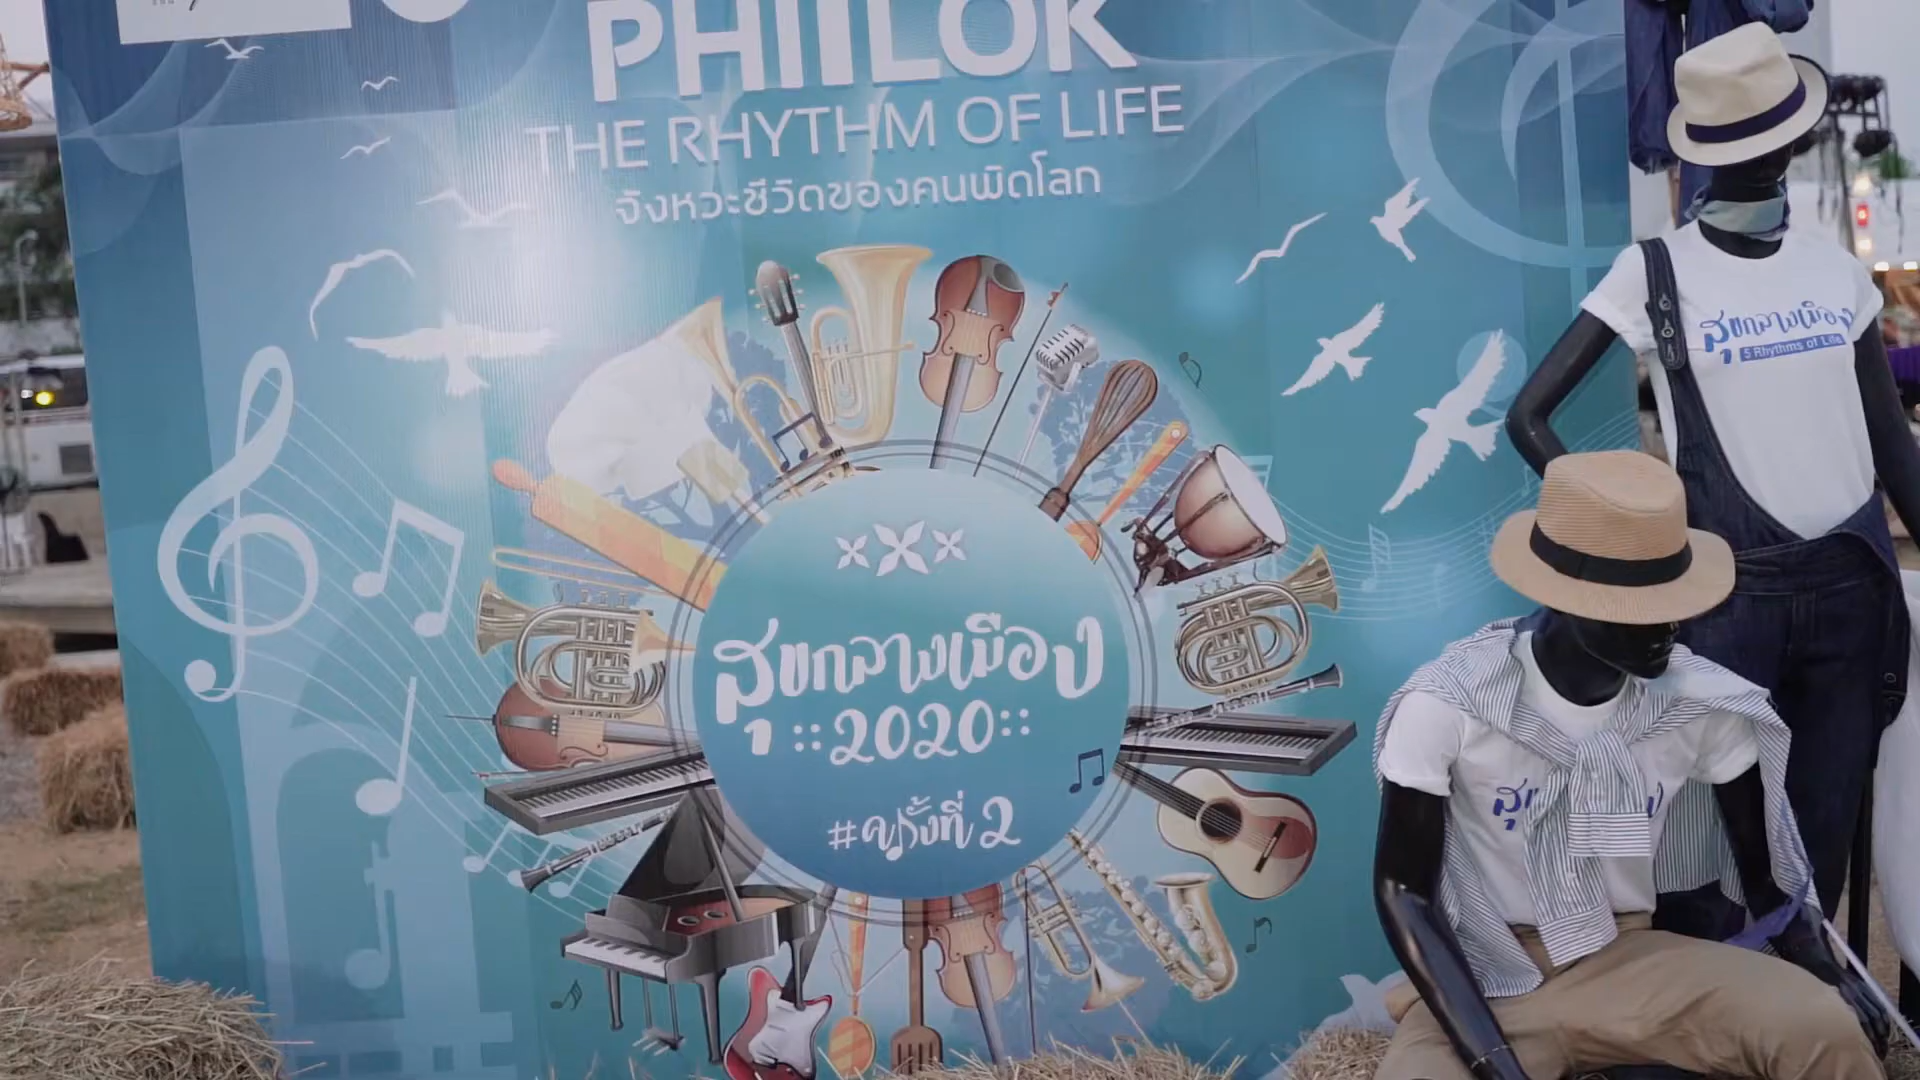 PHIILOK
THE RHYTHM OF LIFE
จังหวะชีวิตของคนพิดโลก
สุขกลางเมือง
::2020::
#ครั้งที่ 2
สุขกลางเมือง
5 Rhythms of Life